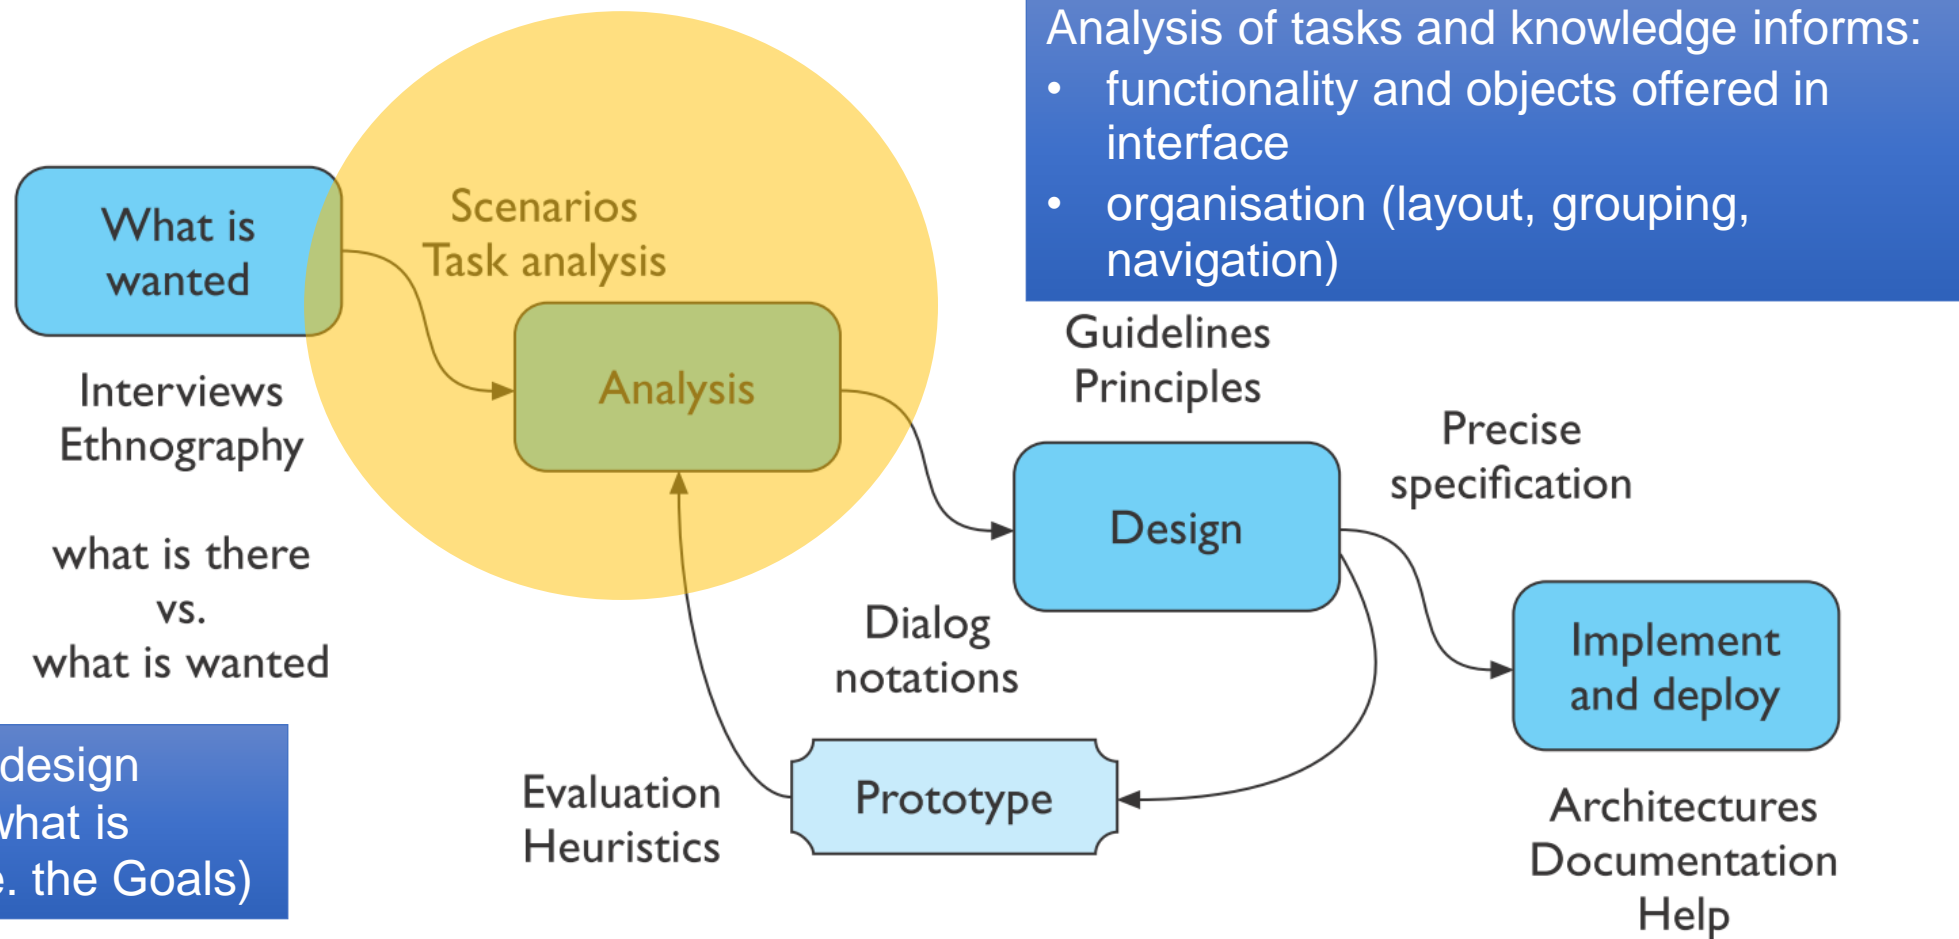 Analysis of tasks and knowledge informs:
• functionality and objects offered in
interface
• organisation (layout, grouping,
navigation)
What is
wanted
Scenarios
Task analysis
Analysis
Interviews
Ethnography
what is there
vs.
what is wanted
Guidelines
Principles
Precise
specification
Design
Dialog
notations
Implement
and deploy
design
what is
. the Goals)
Evaluation
Heuristics
Prototype
Architectures
Documentation
Help